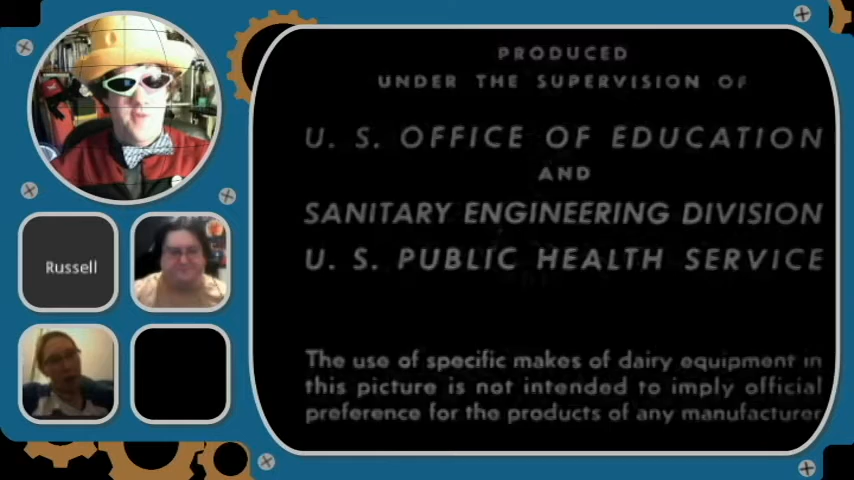 PRODUCED
UNDER THE SUPERVISION OF
U. S. OFFICE OF EDUCATION
AND
SANITARY ENGINEERING DIVISION
U. S. PUBLIC HEALTH SERVICE
Russell
The use of specific makes of dairy equipment in
this picture is not intended to imply official
preference for the products of any manufacturer